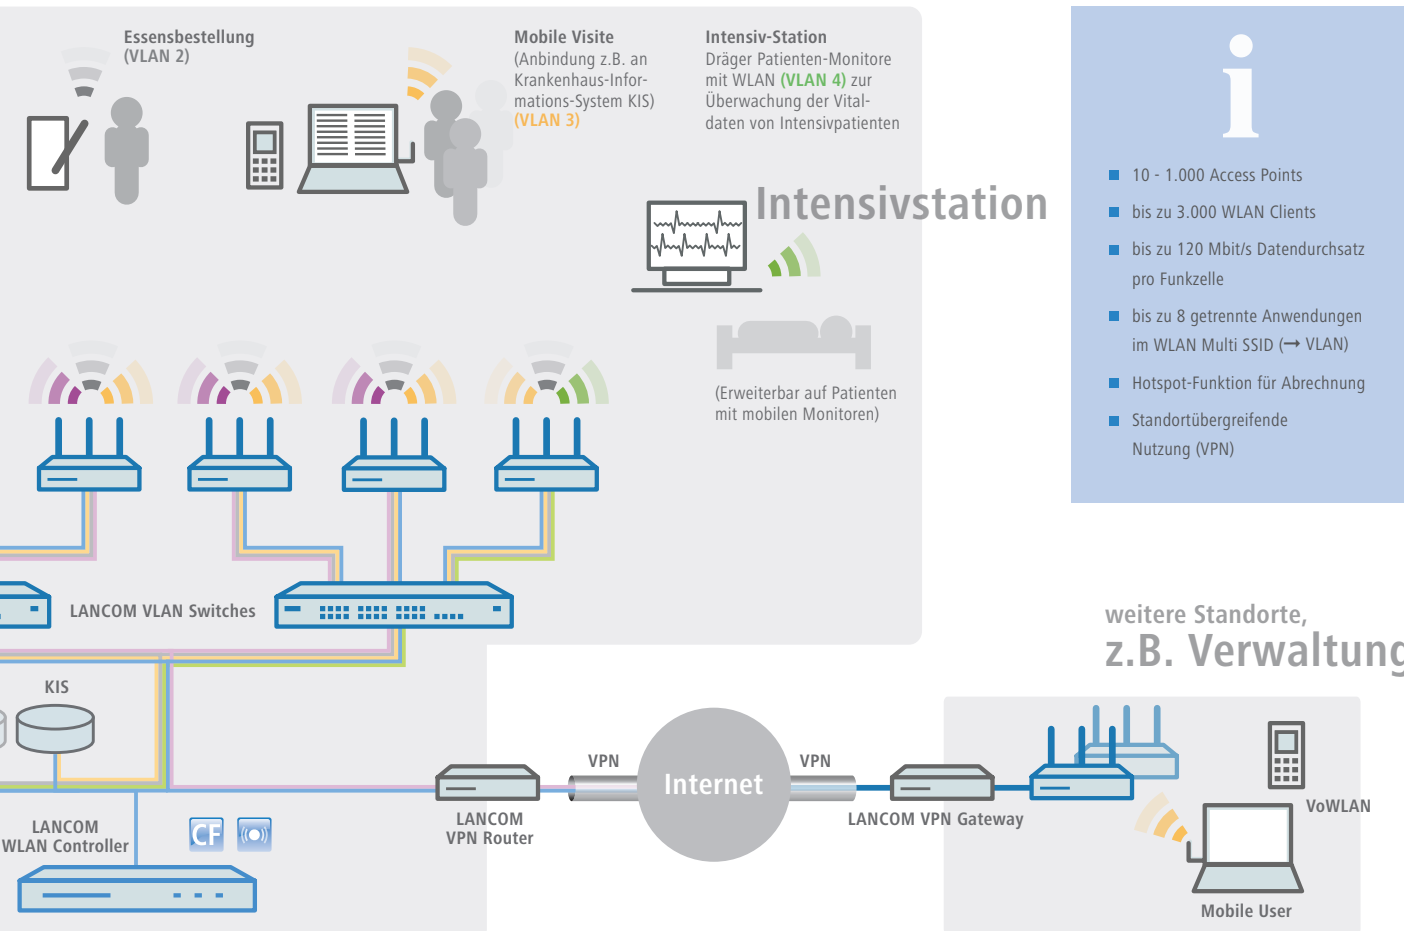 Essensbestellung
(VLAN 2)
Mobile Visite
(Anbindung z.B. an
Krankenhaus-Infor-
mations-System KIS)
(VLAN 3)
Intensiv-Station
Dräger Patienten-Monitore
mit WLAN (VLAN 4) zur
Überwachung der Vital-
daten von Intensivpatienten
Intensivstation
(Erweiterbar auf Patienten
mit mobilen Monitoren)
i
10 - 1.000 Access Points
bis zu 3.000 WLAN Clients
bis zu 120 Mbit/s Datendurchsatz
pro Funkzelle
bis zu 8 getrennte Anwendungen
im WLAN Multi SSID (→ VLAN)
Hotspot-Funktion für Abrechnung
Standortübergreifende
Nutzung (VPN)
LANCOM VLAN Switches
weitere Standorte,
z.B. Verwaltung
KIS
VPN
Internet
VPN
LANCOM
VPN Router
LANCOM VPN Gateway
VoWLAN
LANCOM
WLAN Controller
CF
Mobile User